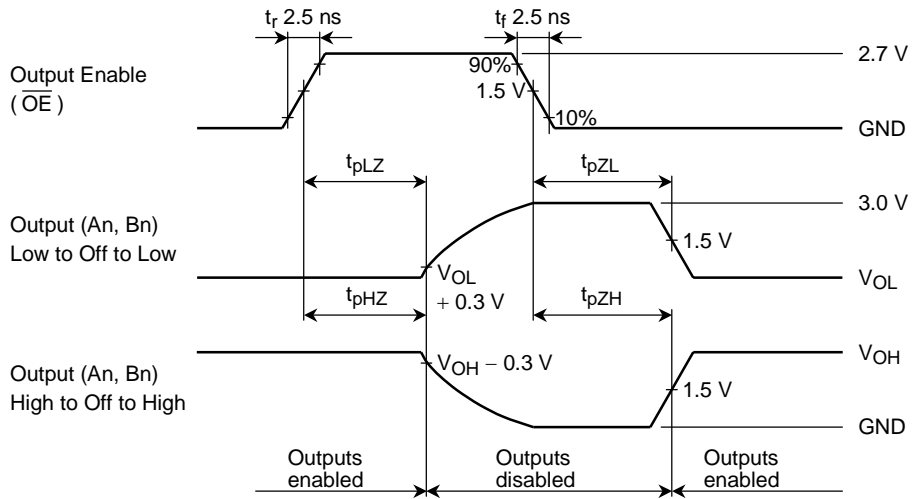 tr 2.5 ns
tf 2.5 ns
2.7 V
90%
Output Enable
( OE )
1.5 V
10%
GND
tpLZ
tpZL
3.0 V
Output (An, Bn)
Low to Off to Low
1.5 V
VOL
+ 0.3 V
VOL
tpHZ
tpZH
VOH
VOH − 0.3 V
Output (An, Bn)
High to Off to High
1.5 V
GND
Outputs
enabled
Outputs
disabled
Outputs
enabled